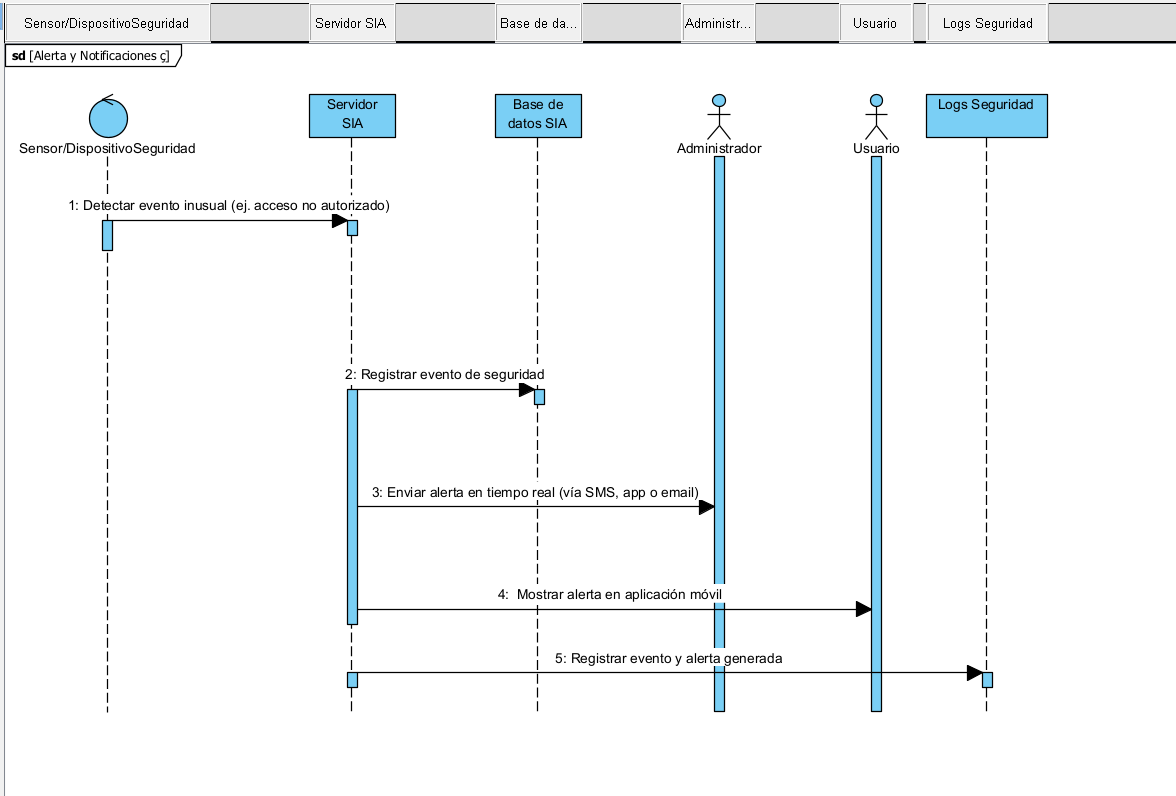 Sensor/DispositivoSeguridad
Servidor SIA
Base de da...
Administr...
Usuario
Logs Seguridad
sd [Alerta y Notificaciones ç]
Sensor/DispositivoSeguridad
Servidor
SIA
Base de
datos SIA
Administrador
Usuario
Logs Seguridad
1: Detectar evento inusual (ej. acceso no autorizado)
2: Registrar evento de seguridad
3: Enviar alerta en tiempo real (vía SMS, app o email)
4:  Mostrar alerta en aplicación móvil
5: Registrar evento y alerta generada